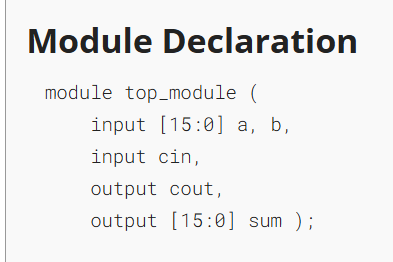 Module Declaration
module top_module (
    input [15:0] a, b,
    input cin,
    output cout,
    output [15:0] sum );